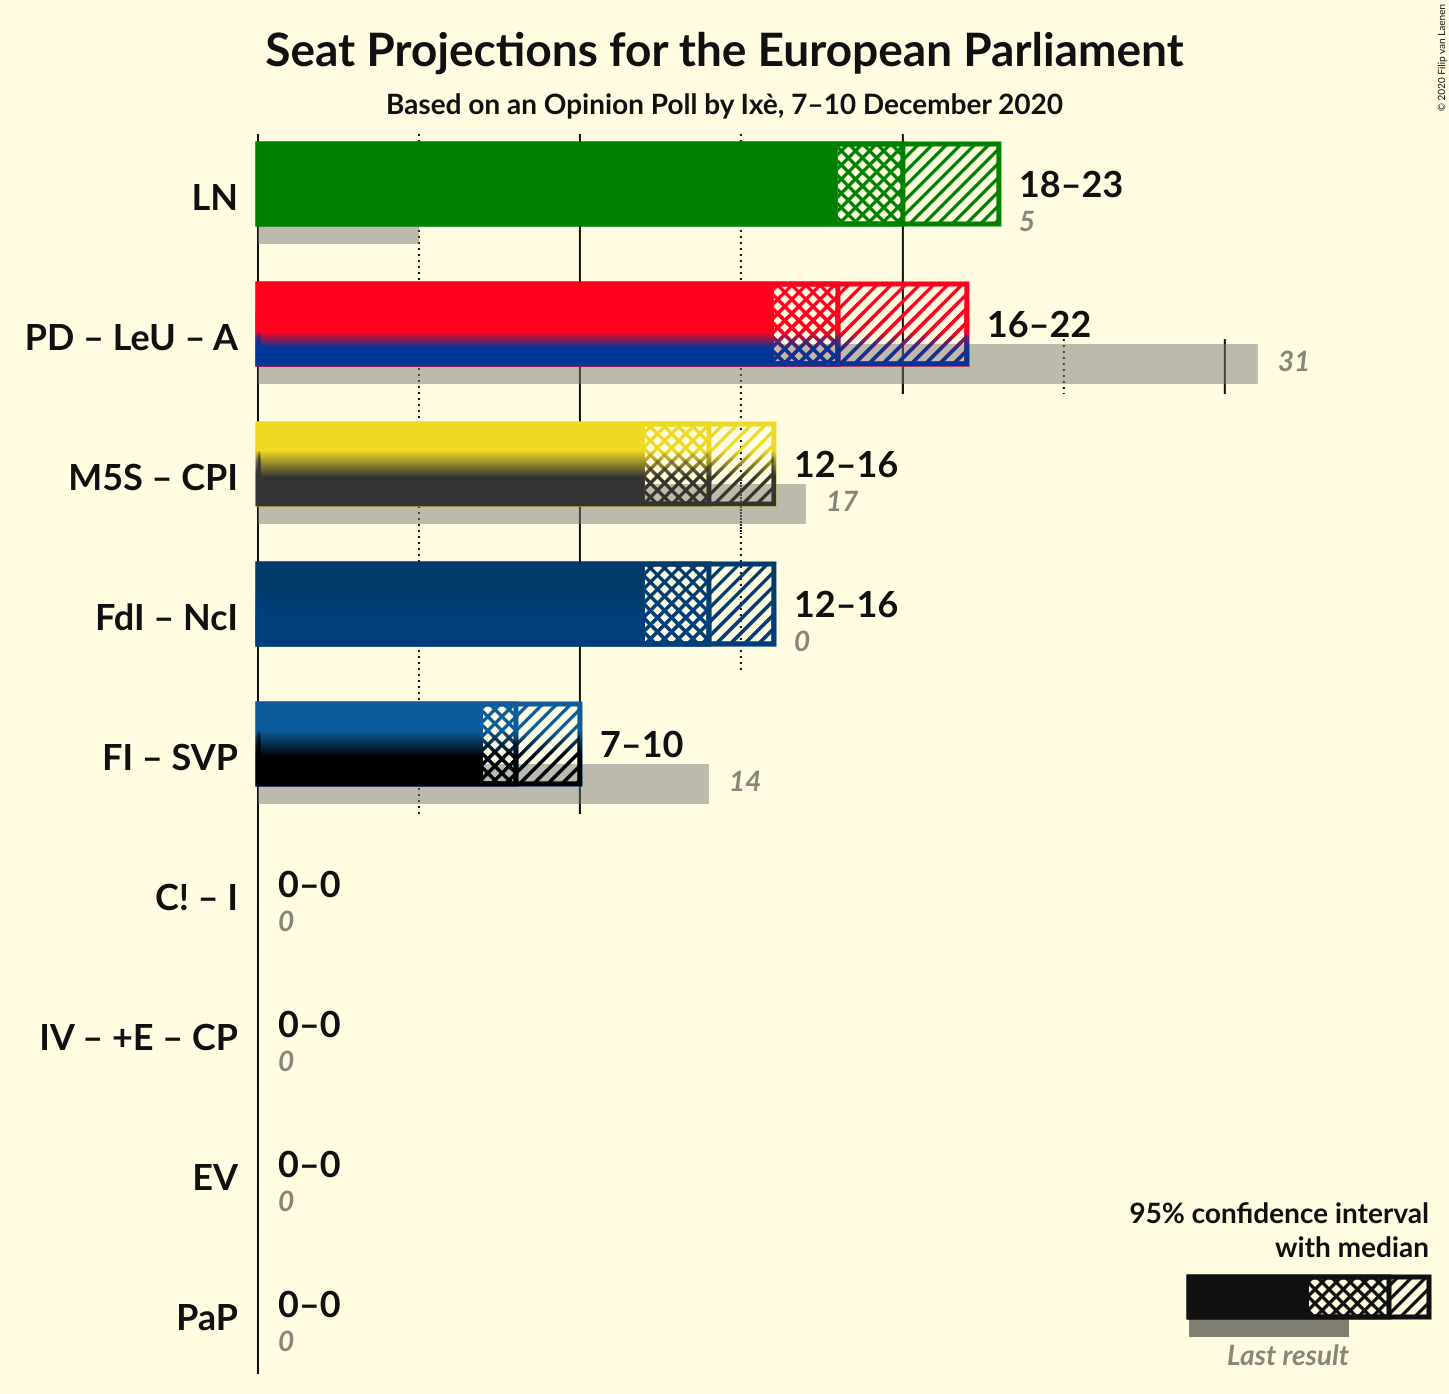 Seat Projections for the European Parliament
Based on an Opinion Poll by Ixè, 7–10 December 2020
© 2020 Filip van Laenen
LN
18–23
5
PD – LeU – A
16–22
31
M5S – CPI
12–16
17
FdI – NcI
12–16
0
FI – SVP
7–10
14
C! – I
0–0
0
IV – +E – CP
0–0
0
EV
0–0
0
PaP
0–0
0
95% confidence interval
with median
Last result